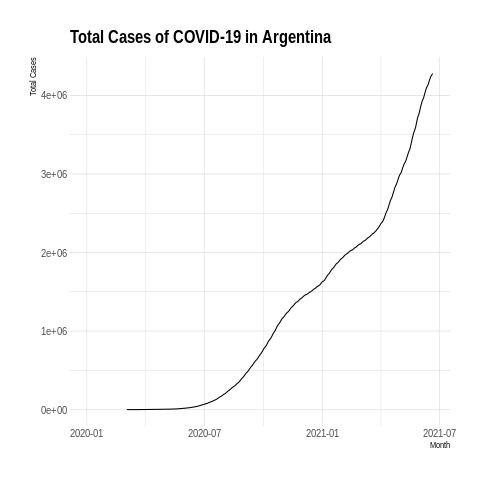 Total Cases of COVID-19 in Argentina
Total Cases
4e+06
3e+06
2e+06
1e+06
0e+00
2020-01 2020-07 2021-01 2021-07
Month